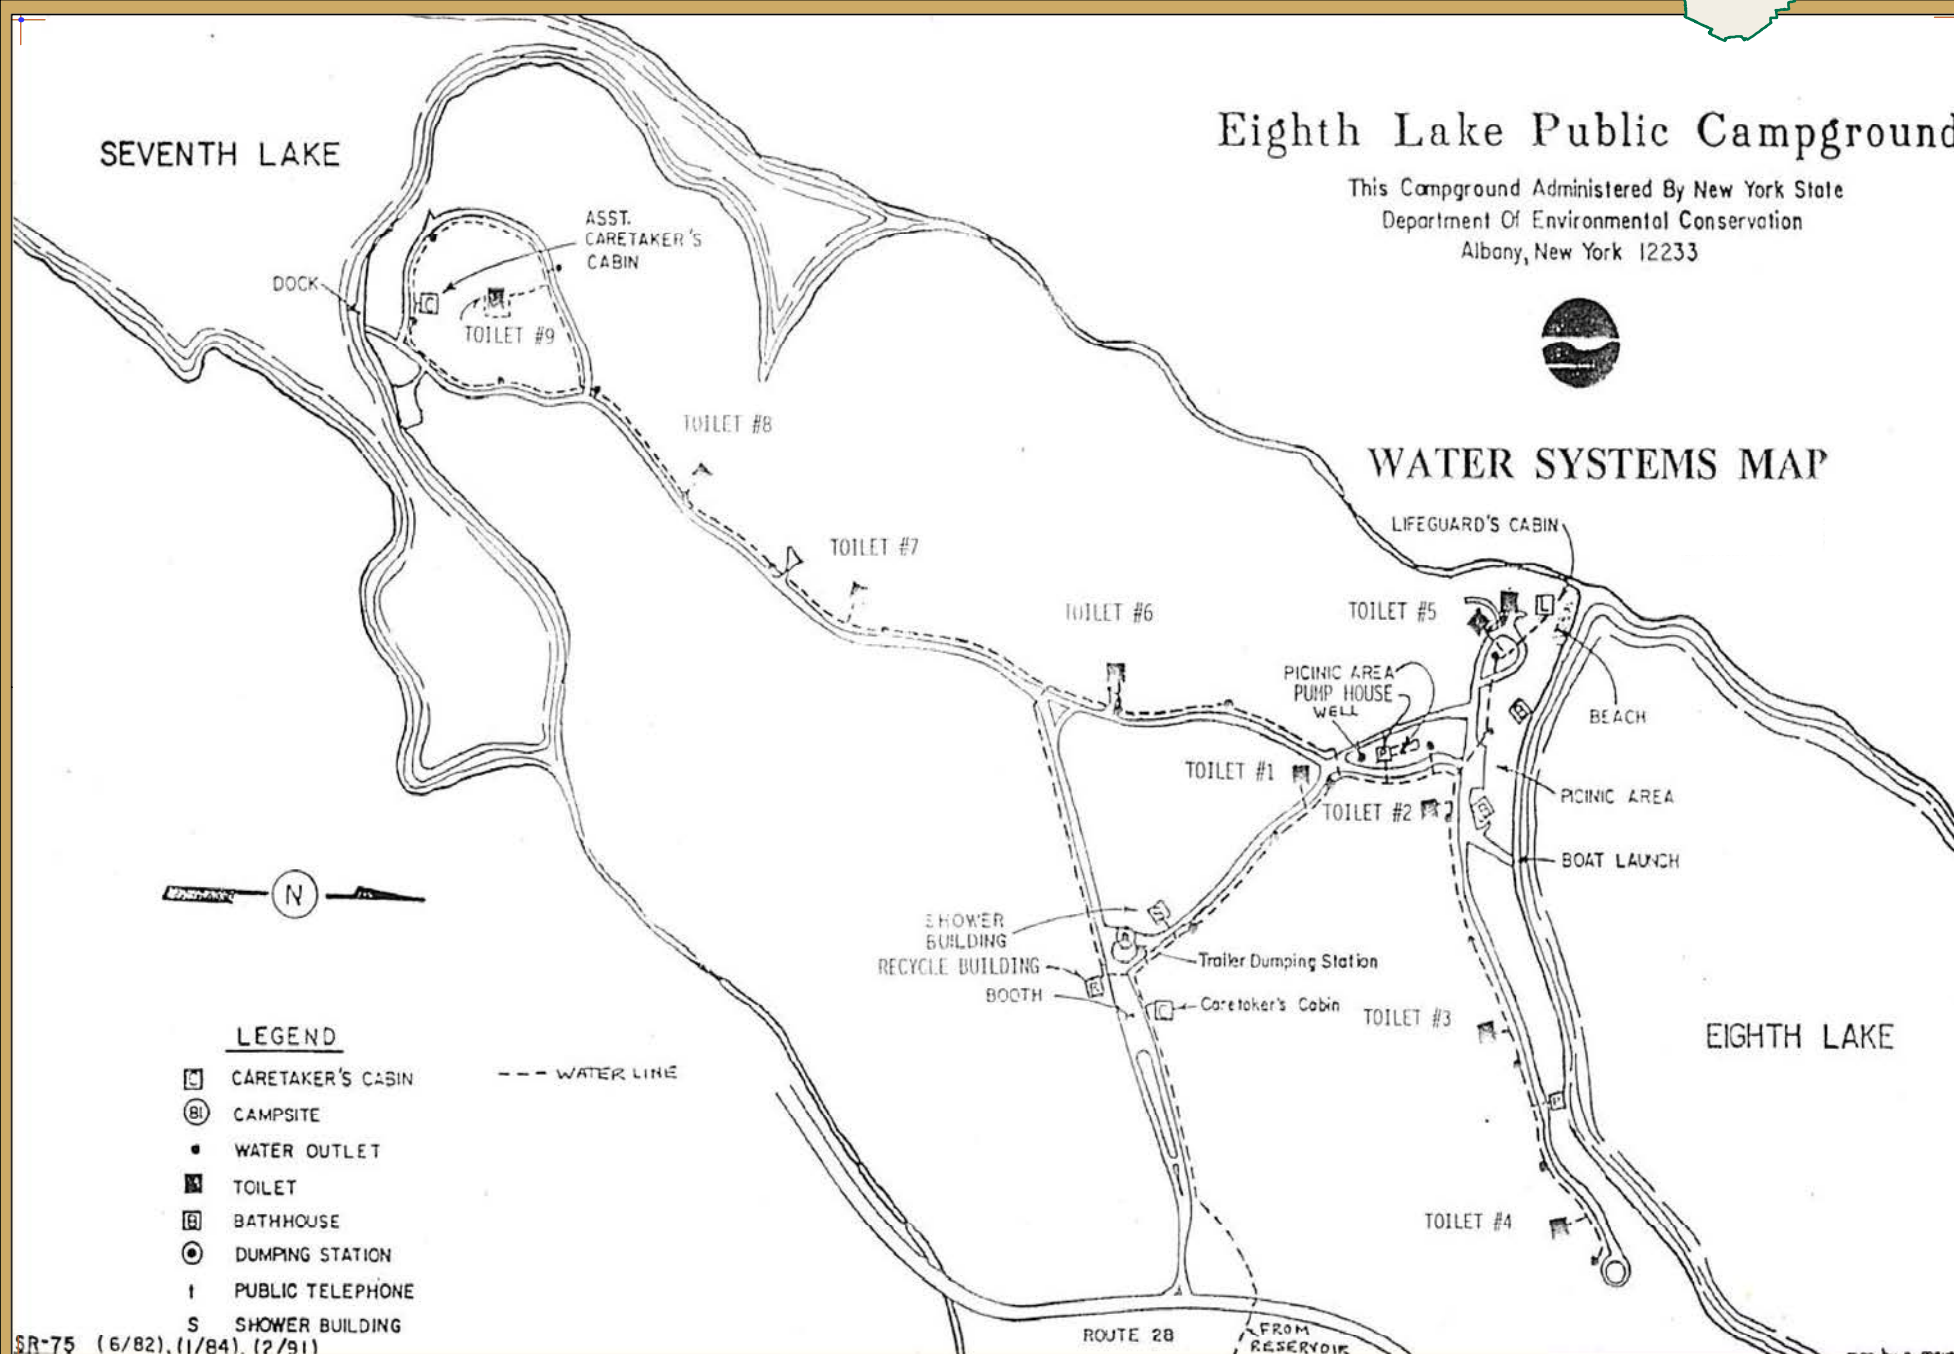 Eighth Lake Public Campground
This Campground Administered By New York State
Department Of Environmental Conservation
Albany, New York 12233
WATER SYSTEMS MAP
SEVENTH LAKE
ASST.
CARETAKER'S
CABIN
DOCK
TOILET #9
TOILET #8
TOILET #7
TOILET #6
LIFEGUARD'S CABIN
TOILET #5
L
PICINIC AREA
PUMP HOUSE
WELL
P
B
BEACH
TOILET #1
TOILET #2
PICINIC AREA
B
BOAT LAUNCH
N
SHOWER
BUILDING
S
RECYCLE BUILDING
R
Trailer Dumping Station
BOOTH
C
Caretaker's Cabin
TOILET #3
EIGHTH LAKE
P
TOILET #4
C
LEGEND
C CARETAKER'S CABIN
--- WATER LINE
81 CAMPSITE
WATER OUTLET
TOILET
B BATHHOUSE
DUMPING STATION
PUBLIC TELEPHONE
S SHOWER BUILDING
SR-75 (6/82), (1/84), (2/91)
ROUTE 28
FROM
RESERVOIR